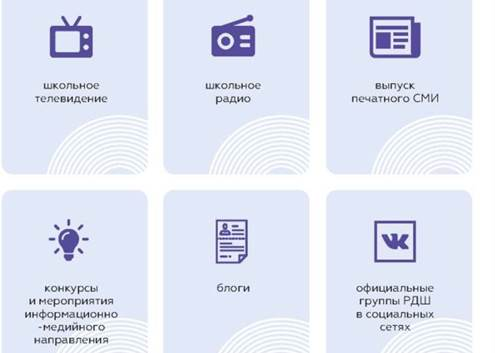 школьное
телевидение
школьное
радио
выпуск
печатного СМИ
конкурсы
и мероприятия
информационно
-медийного
направления
блоги
официальные
группы РДШ
в социальных
сетях